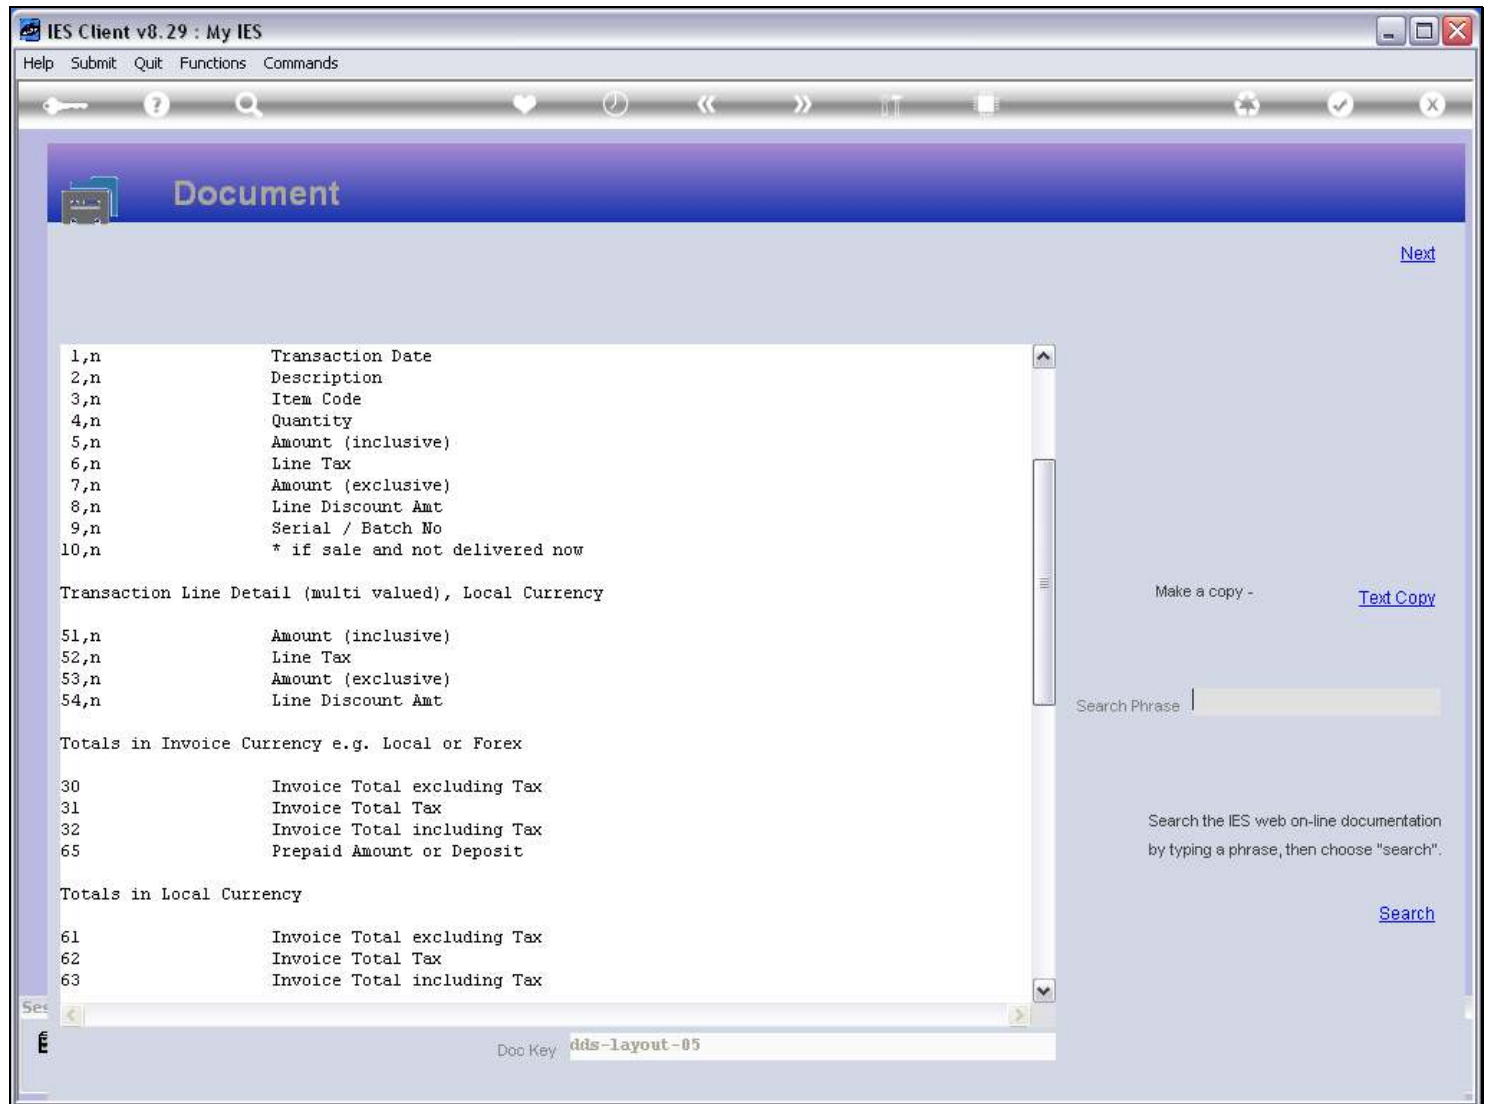 IES Client v8.29 : My IES
Help Submit Quit Functions Commands
Document
Next
1,n Transaction Date
2,n Description
3,n Item Code
4,n Quantity
5,n Amount (inclusive)
6,n Line Tax
7,n Amount (exclusive)
8,n Line Discount Amt
9,n Serial / Batch No
10,n * if sale and not delivered now
Transaction Line Detail (multi valued), Local Currency
51,n Amount (inclusive)
52,n Line Tax
53,n Amount (exclusive)
54,n Line Discount Amt
Totals in Invoice Currency e.g. Local or Forex
30 Invoice Total excluding Tax
31 Invoice Total Tax
32 Invoice Total including Tax
65 Prepaid Amount or Deposit
Totals in Local Currency
61 Invoice Total excluding Tax
62 Invoice Total Tax
63 Invoice Total including Tax
Make a copy - Text Copy
Search Phrase
Search the IES web on-line documentation
by typing a phrase, then choose "search".
Search
Doc Key dds-layout-05